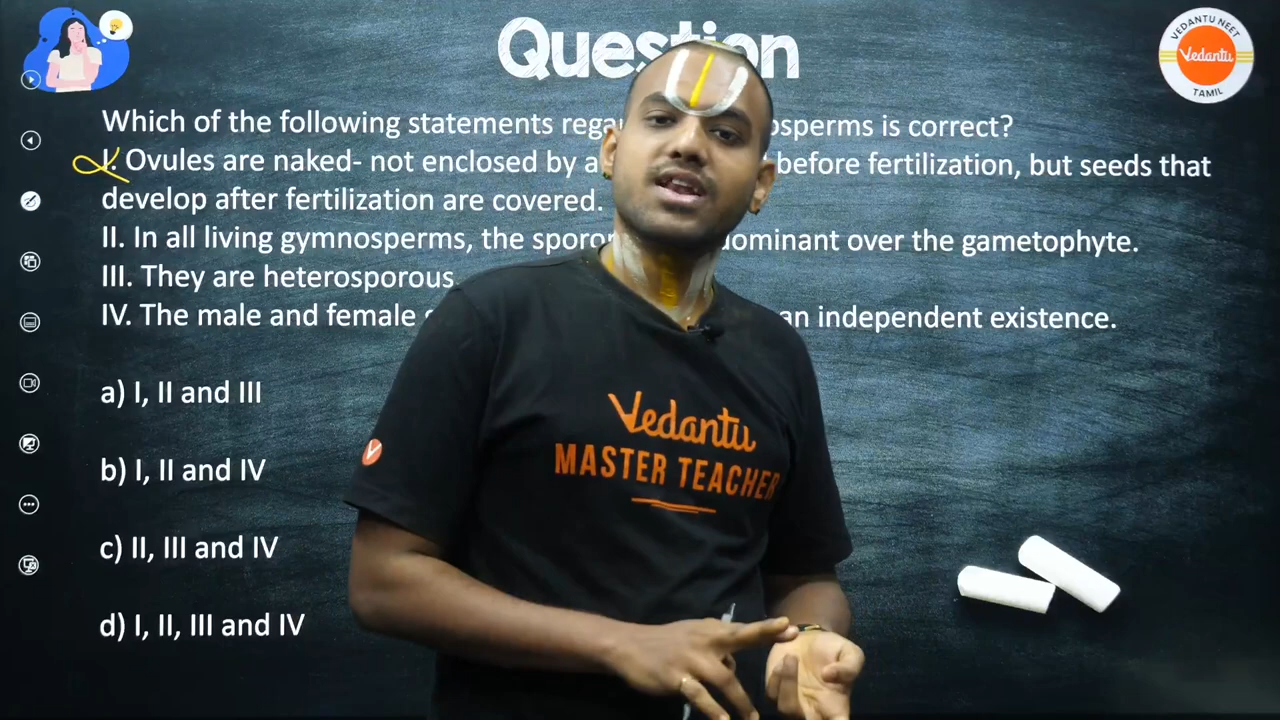 Question
VEDANTU NEET
Vedantu
TAMIL
Which of the following statements osperms is correct?
I. Ovules are naked- not enclosed by before fertilization, but seeds that
develop after fertilization are covered.
II. In all living gymnosperms, the over the gametophyte.
III. They are heterosporous
IV. The male and female an independent existence.
a) I, II and III
b) I, II and IV
c) II, III and IV
d) I, II, III and IV
Vedantu
MASTER TEACHER
V